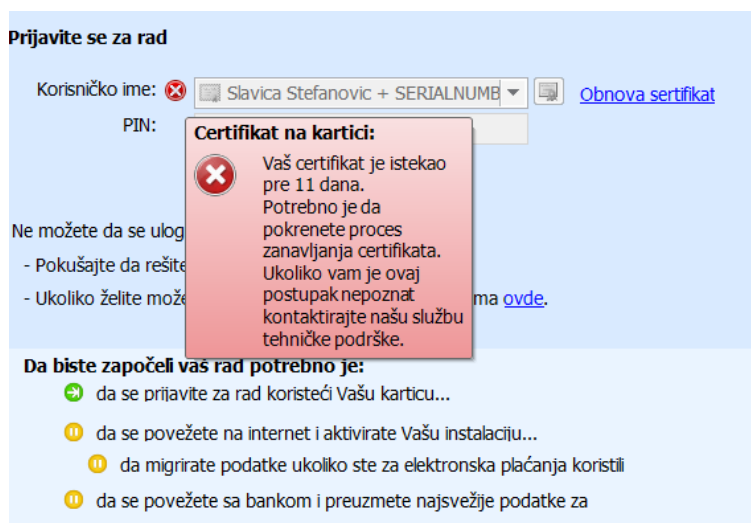 Prijavite se za rad
Korisničko ime: Slavica Stefanovic + SERIALNUMB Obnova sertifikat
PIN:
Certifikat na kartici:
Vaš certifikat je istekao
pre 11 dana.
Potrebno je da
pokrenete proces
zanavljanja certifikata.
Ukoliko vam je ovaj
postupak nepoznat
kontaktirajte našu službu
tehničke podrške.
Ne možete da se ulog
- Pokušajte da rešite
- Ukoliko želite može ma ovde.
Da biste započeli vaš rad potrebno je:
da se prijavite za rad koristeći Vašu karticu...
da se povežete na internet i aktivirate Vašu instalaciju...
da migrirate podatke ukoliko ste za elektronska plaćanja koristili
da se povežete sa bankom i preuzmete najsvežije podatke za